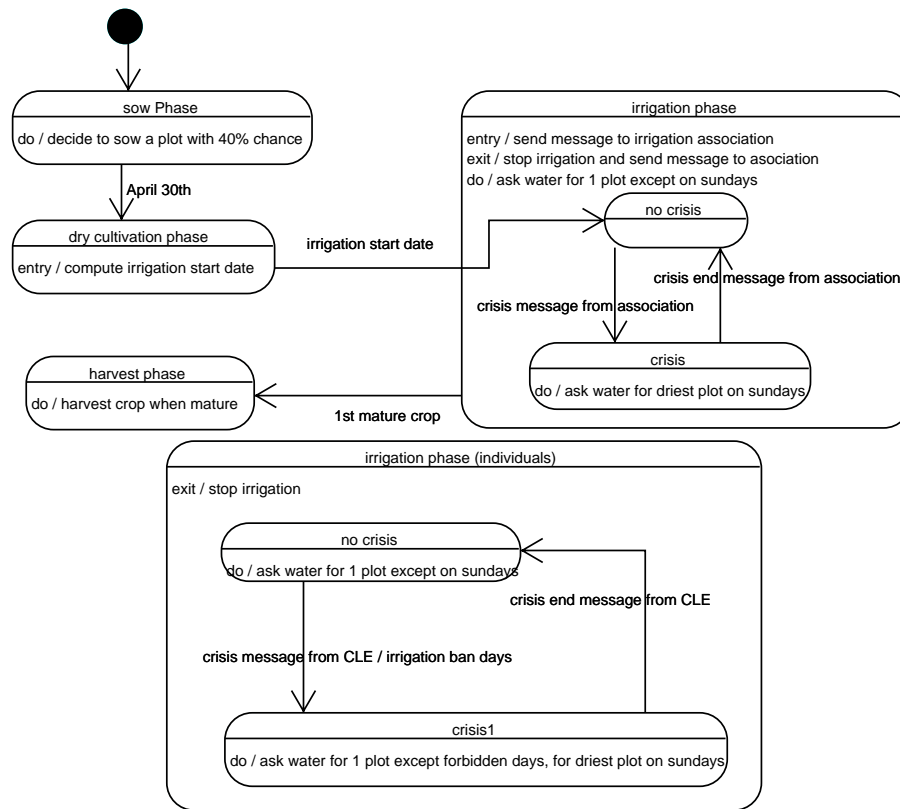 sow Phase
do / decide to sow a plot with 40% chance
April 30th
dry cultivation phase
entry / compute irrigation start date
irrigation start date
irrigation phase
entry / send message to irrigation association
exit / stop irrigation and send message to asociation
do / ask water for 1 plot except on sundays
no crisis
crisis end message from association
crisis message from association
crisis
do / ask water for driest plot on sundays
harvest phase
do / harvest crop when mature
1st mature crop
irrigation phase (individuals)
exit / stop irrigation
no crisis
do / ask water for 1 plot except on sundays
crisis end message from CLE
crisis message from CLE / irrigation ban days
crisis1
do / ask water for 1 plot except forbidden days, for driest plot on sundays